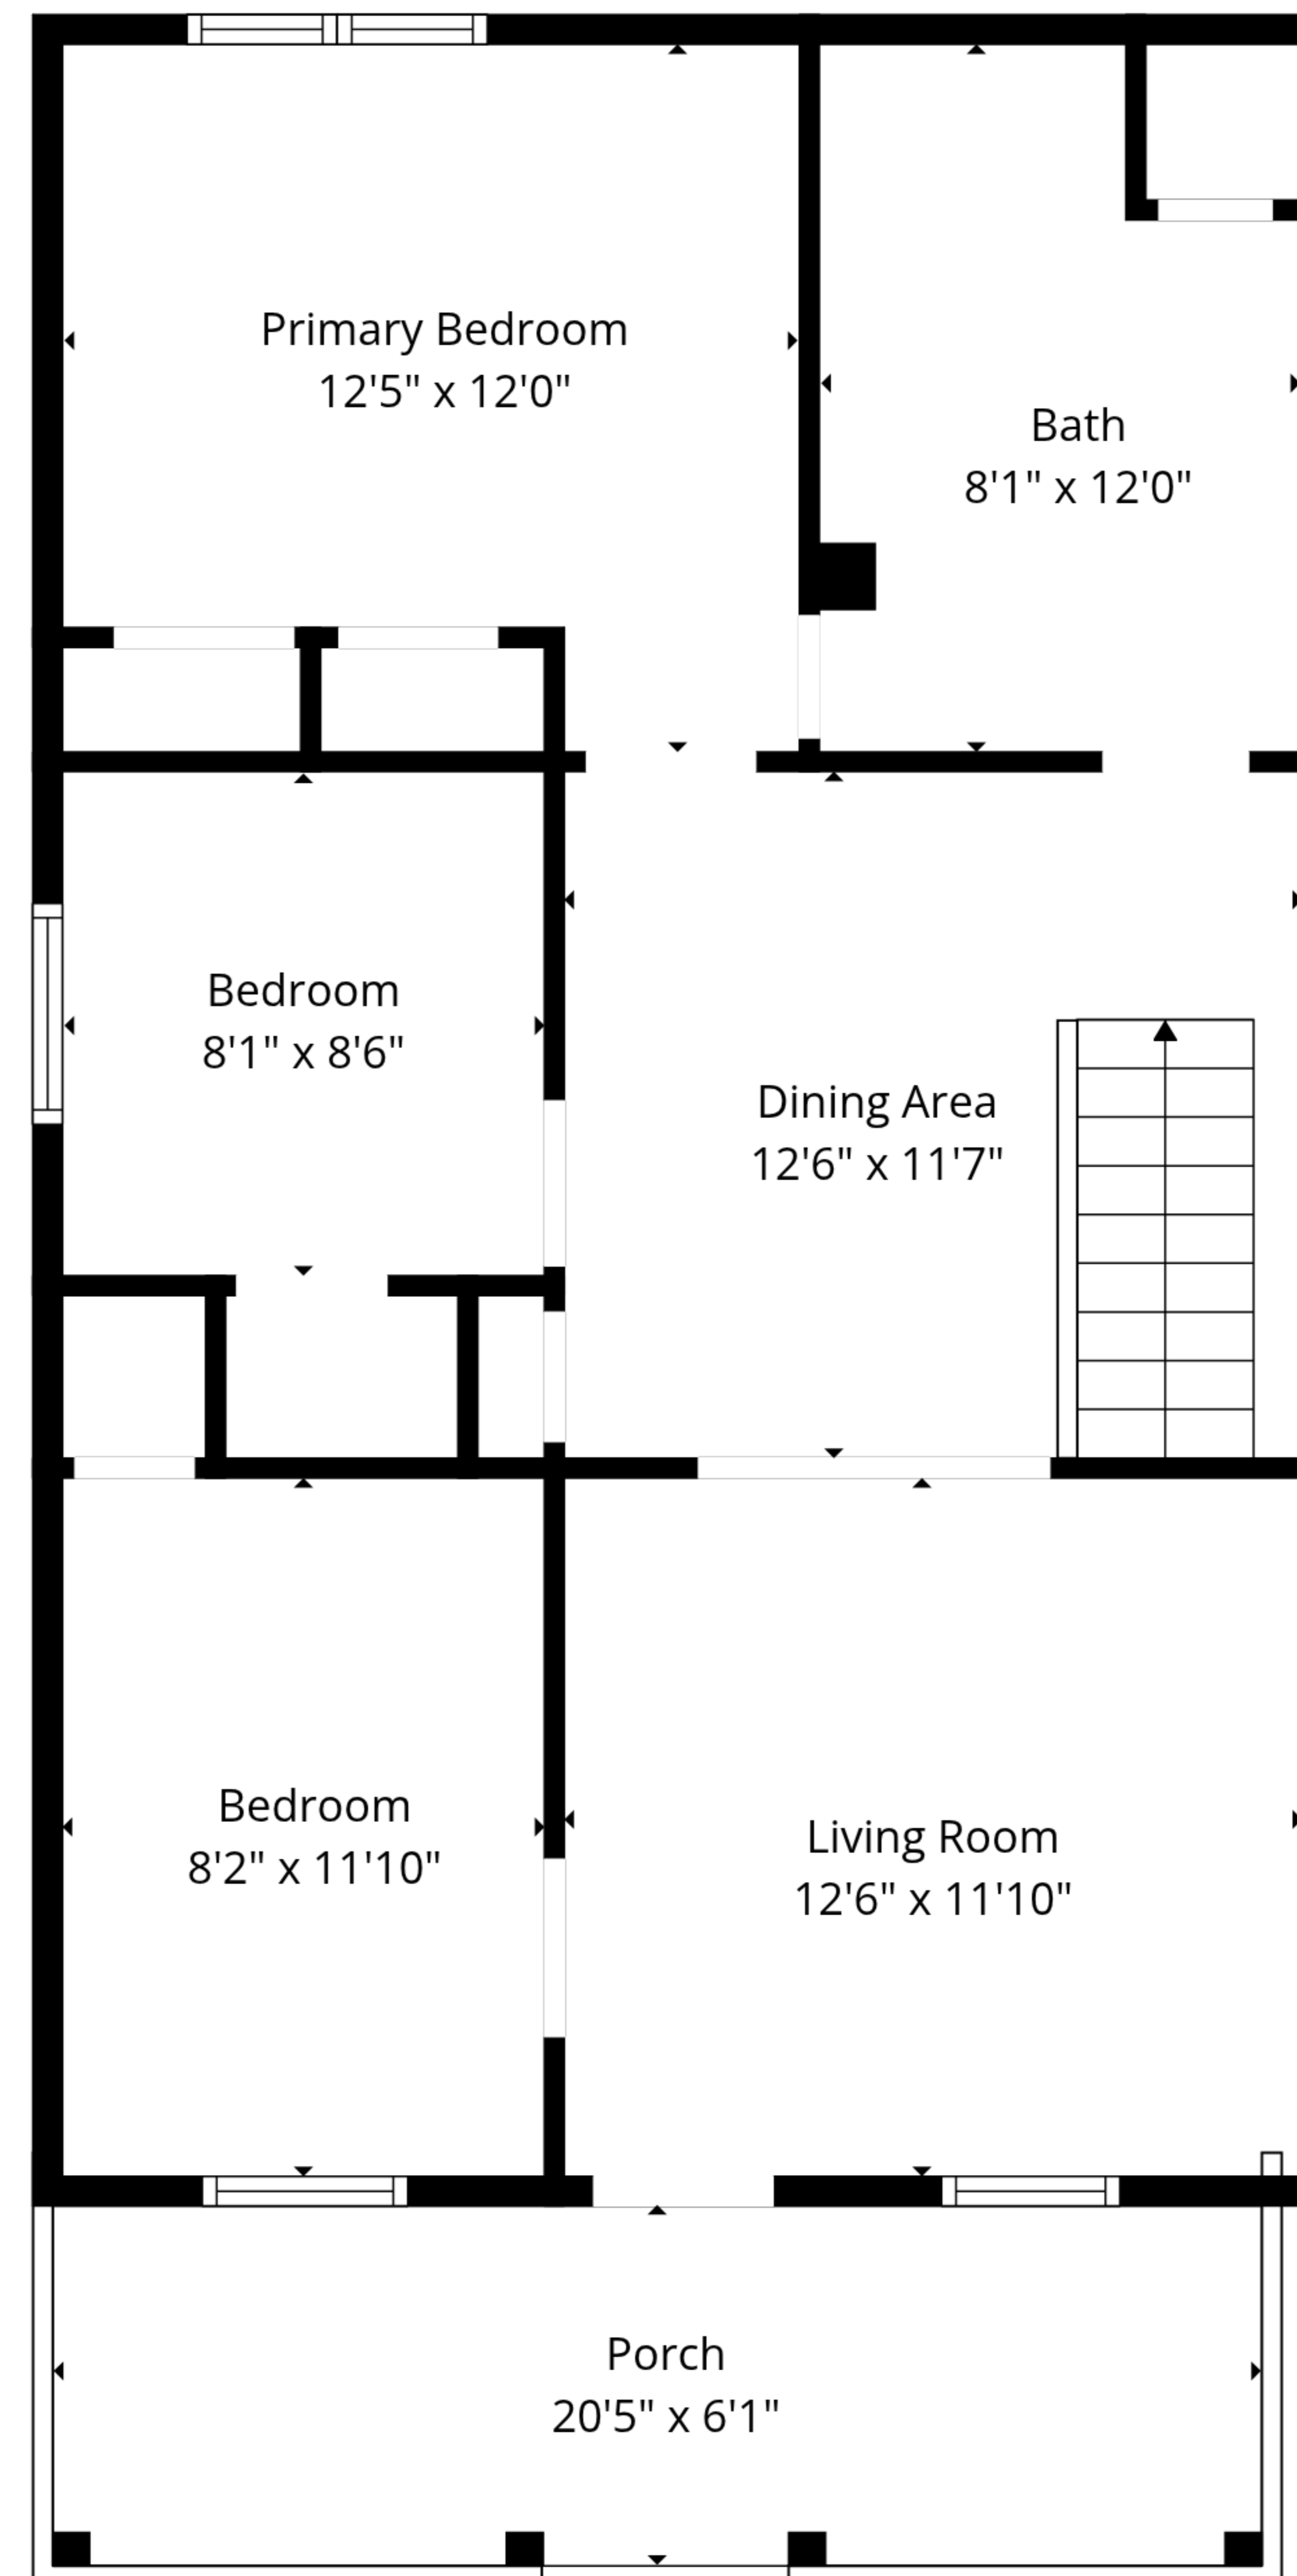 Primary Bedroom
12'5" x 12'0"
Bath
8'1" x 12'0"
Bedroom
8'1" x 8'6"
Dining Area
12'6" x 11'7"
Bedroom
8'2" x 11'10"
Living Room
12'6" x 11'10"
Porch
20'5" x 6'1"